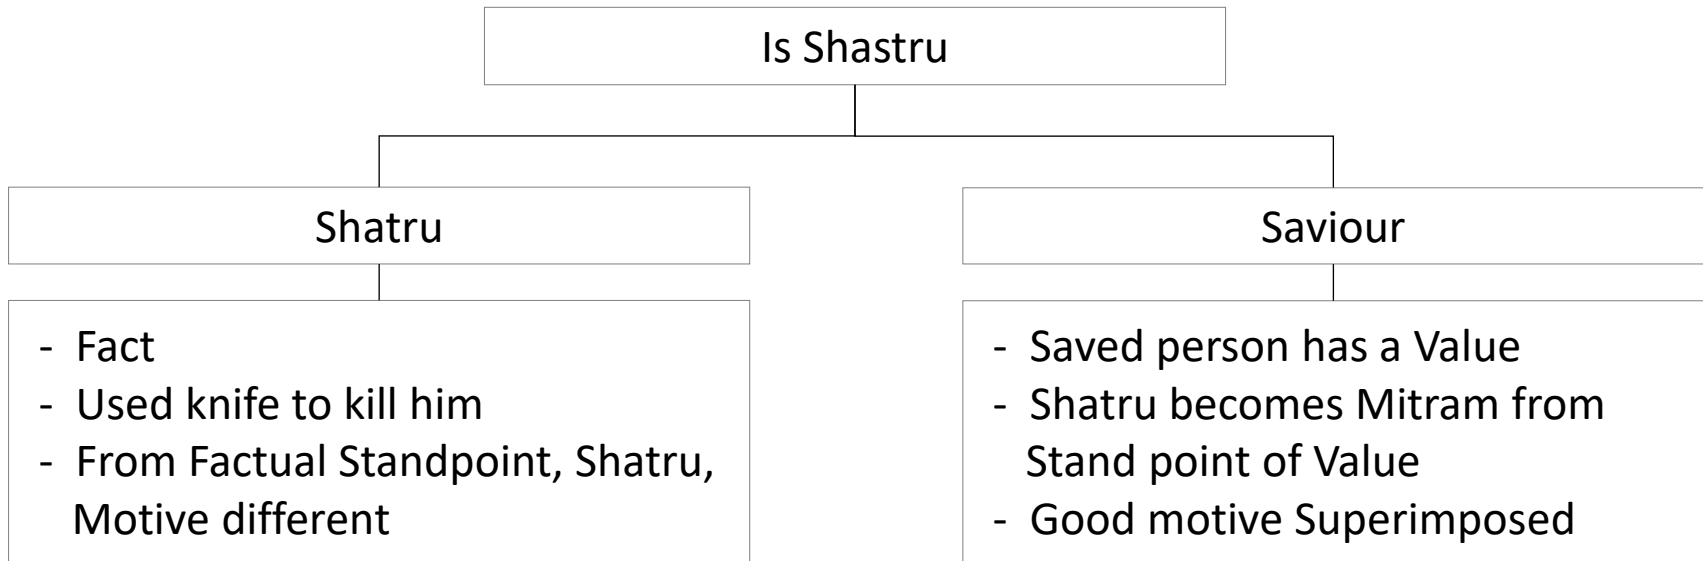 Is Shastru
Shatru
- Fact
- Used knife to kill him
- From Factual Standpoint, Shatru,
Motive different
Saviour
- Saved person has a Value
- Shatru becomes Mitram from
Stand point of Value
- Good motive Superimposed